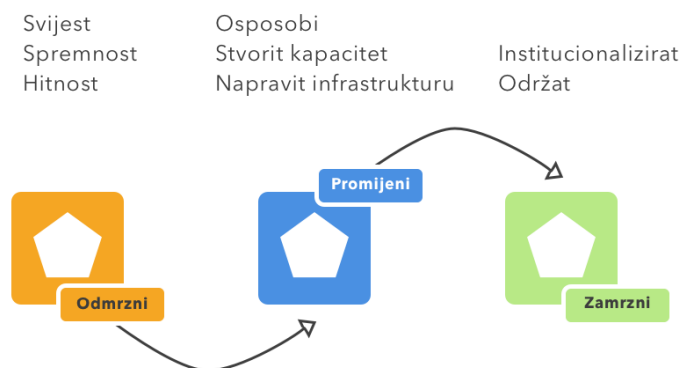 Svijest
Spremnost
Hitnost
Osposobi
Stvorit kapacitet
Napravit infrastrukturu
Institucionalizirat
Održat
Promijeni
Odmrzni
Zamrzni